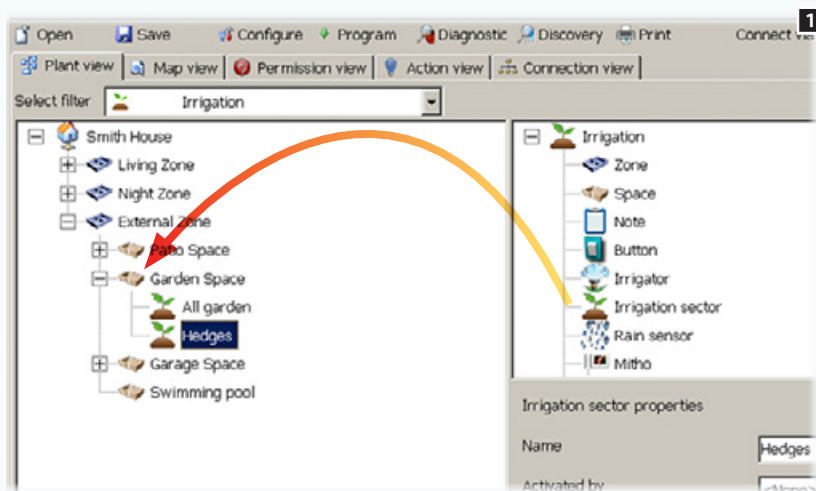 1
Open Save Configure Program Diagnostic Discovery Print Connect
Plant view Map view Permission view Action view Connection view
Select filter Irrigation
Smith House
Living Zone
Night Zone
External Zone
Patio Space
Garden Space
All garden
Hedges
Garage Space
Swimming pool
Irrigation
Zone
Space
Note
Button
Irrigator
Irrigation sector
Rain sensor
Mitho
Irrigation sector properties
Name Hedges
Activated by <None>